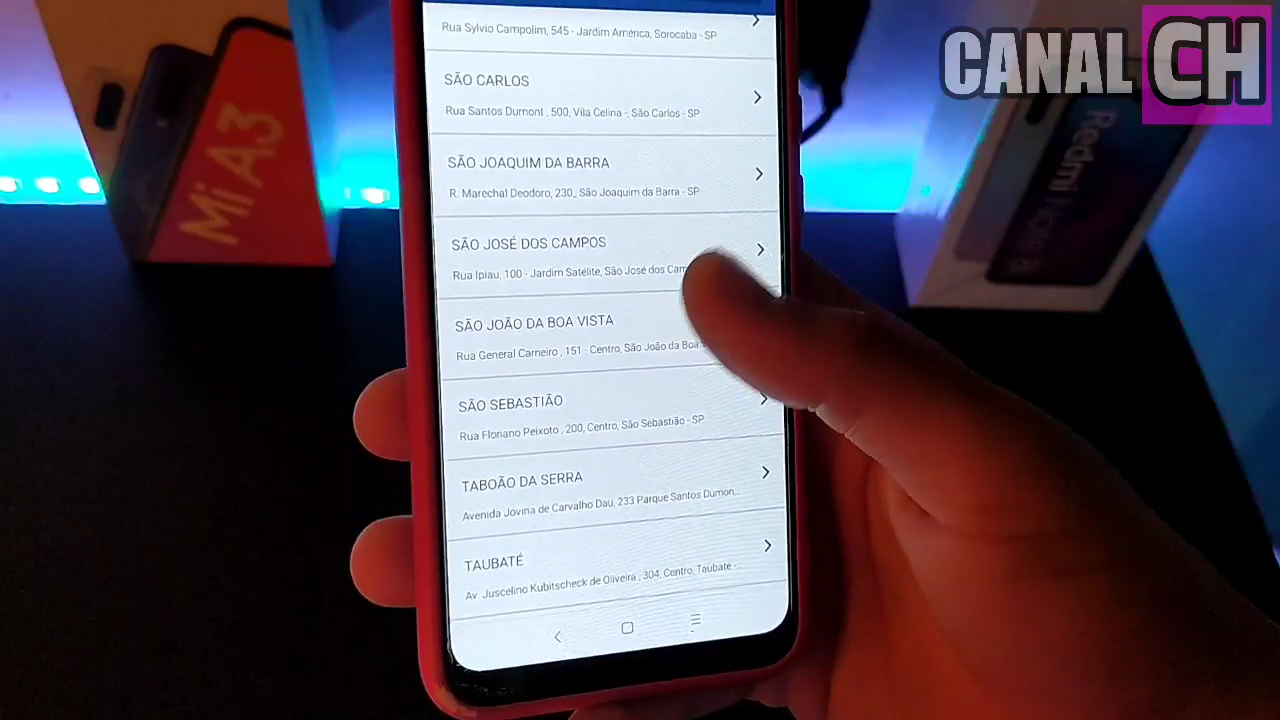 CANAL CH
Mi A3
Redmi Note 8
Rua Sylvio Campolim, 545 - Jardim América, Sorocaba - SP
SÃO CARLOS
Rua Santos Dumont , 500, Vila Celina -, São Carlos - SP
SÃO JOAQUIM DA BARRA
R. Marechal Deodoro, 230,, São Joaquim da Barra - SP
SÃO JOSÉ DOS CAMPOS
Rua Ipiau, 100 - Jardim Satélite, São José dos
SÃO JOÃO DA BOA VISTA
Rua General Carneiro , 151 - Centro, São João da Boa
SÃO SEBASTIÃO
Rua Floriano Peixoto , 200, Centro, São Sebastião - SP
TABOÃO DA SERRA
Avenida Jovina de Carvalho Dau, 233 Parque Santos Dumon...
TAUBATÉ
Av. Juscelino Kubitscheck de Oliveira , 304, Centro, Taubate - ...